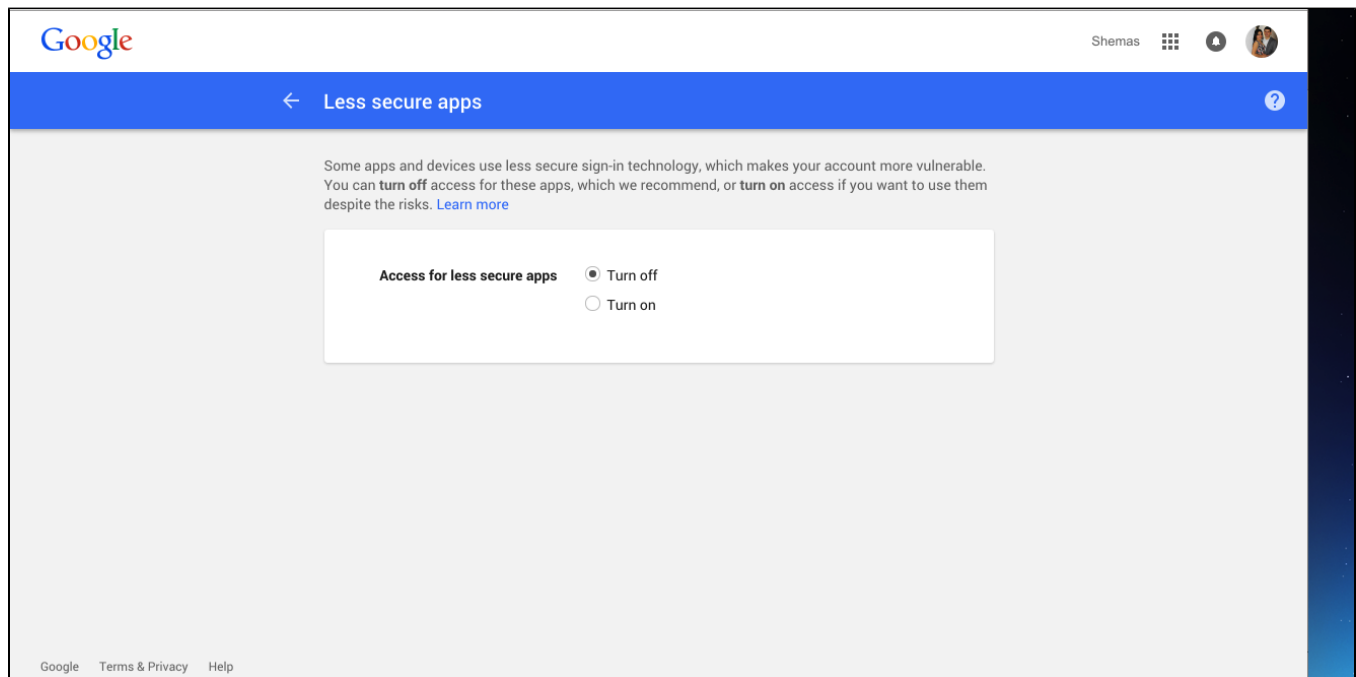 Google
Shemas
Less secure apps
?
Some apps and devices use less secure sign-in technology, which makes your account more vulnerable.
You can turn off access for these apps, which we recommend, or turn on access if you want to use them
despite the risks. Learn more
Access for less secure apps
Turn off
Turn on
Google Terms & Privacy Help